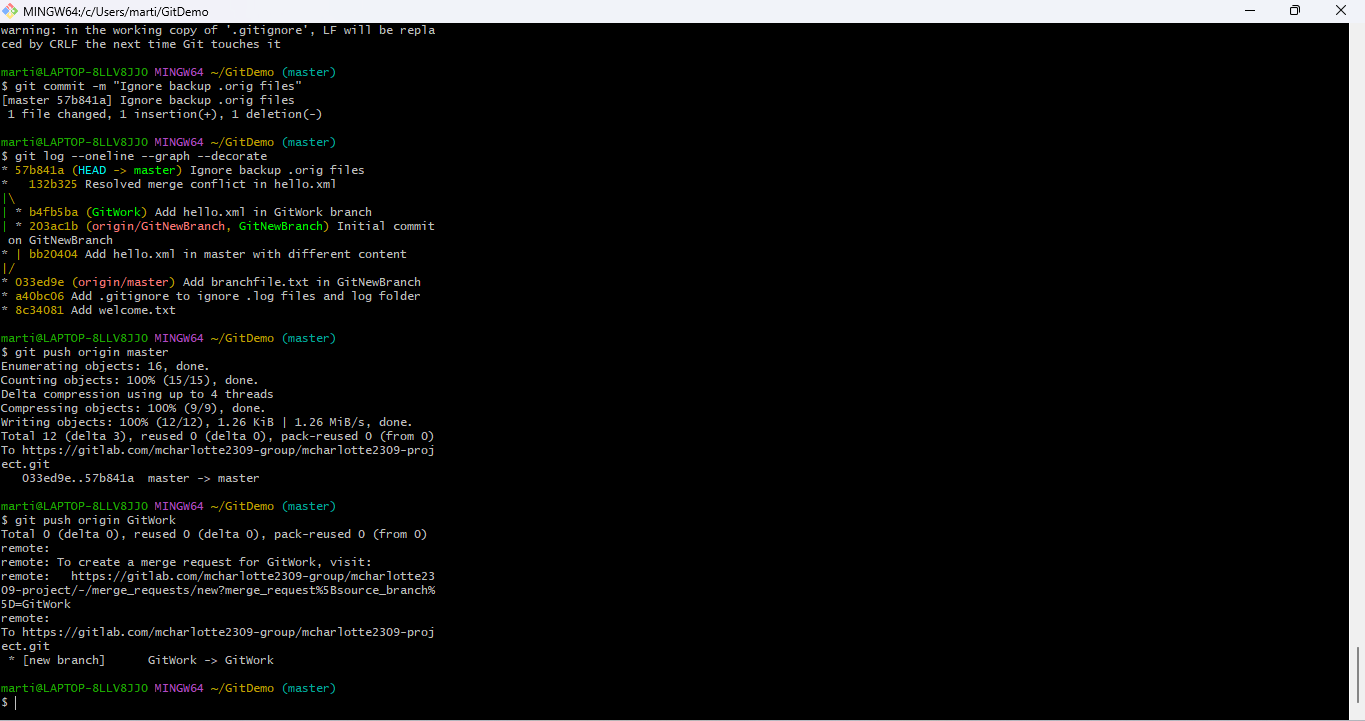 MINGW64:/c/Users/marti/GitDemo
warning: in the working copy of '.gitignore', LF will be repla
ced by CRLF the next time Git touches it
marti@LAPTOP-8LLV8JJO MINGW64 ~/GitDemo (master)
$ git commit -m "Ignore backup .orig files"
[master 57b841a] Ignore backup .orig files
 1 file changed, 1 insertion(+), 1 deletion(-)
marti@LAPTOP-8LLV8JJO MINGW64 ~/GitDemo (master)
$ git log --oneline --graph --decorate
* 57b841a (HEAD -> master) Ignore backup .orig files
*   132b325 Resolved merge conflict in hello.xml
|\
| * b4fb5ba (GitWork) Add hello.xml in GitWork branch
| * 203ac1b (origin/GitNewBranch, GitNewBranch) Initial commit
 on GitNewBranch
* | bb20404 Add hello.xml in master with different content
|/
* 033ed9e (origin/master) Add branchfile.txt in GitNewBranch
* a40bc06 Add .gitignore to ignore .log files and log folder
* 8c34081 Add welcome.txt
marti@LAPTOP-8LLV8JJO MINGW64 ~/GitDemo (master)
$ git push origin master
Enumerating objects: 16, done.
Counting objects: 100% (15/15), done.
Delta compression using up to 4 threads
Compressing objects: 100% (9/9), done.
Writing objects: 100% (12/12), 1.26 KiB | 1.26 MiB/s, done.
Total 12 (delta 3), reused 0 (delta 0), pack-reused 0 (from 0)
To https://gitlab.com/mcharlotte2309-group/mcharlotte2309-proj
ect.git
   033ed9e..57b841a  master -> master
marti@LAPTOP-8LLV8JJO MINGW64 ~/GitDemo (master)
$ git push origin GitWork
Total 0 (delta 0), reused 0 (delta 0), pack-reused 0 (from 0)
remote:
remote: To create a merge request for GitWork, visit:
remote:   https://gitlab.com/mcharlotte2309-group/mcharlotte23
09-project/-/merge_requests/new?merge_request%5Bsource_branch%
5D=GitWork
remote:
To https://gitlab.com/mcharlotte2309-group/mcharlotte2309-proj
ect.git
 * [new branch]      GitWork -> GitWork
marti@LAPTOP-8LLV8JJO MINGW64 ~/GitDemo (master)
$